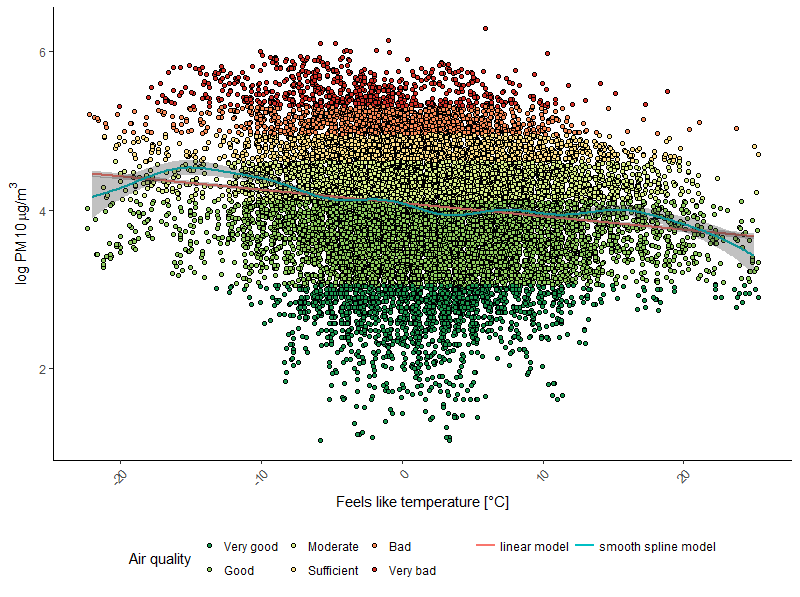 6
4
2
log PM 10 µg/m3
-20
-10
0
10
20
Feels like temperature [°C]
Air quality
Very good
Moderate
Bad
linear model
smooth spline model
Good
Sufficient
Very bad